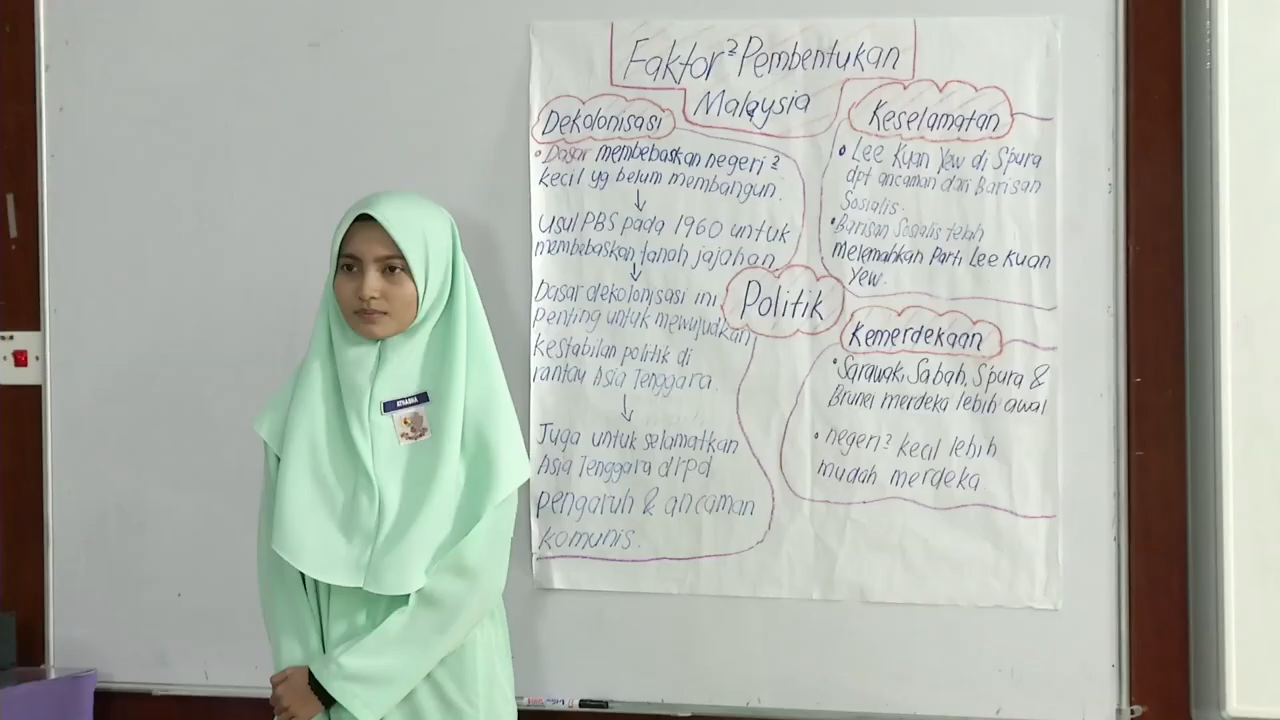 Faktor² Pembentukan
Malaysia
Dekolonisasi
• Dasar membebaskan negeri²
kecil yg belum membangun.
↓
Usul PBS pada 1960 untuk
membebaskan tanah jajahan
↓
Dasar dekolonisasi ini
penting untuk mewujudkan
kestabilan politik di
rantau Asia Tenggara.
↓
Juga untuk selamatkan
Asia Tenggara drpd
pengaruh & ancaman
komunis.
Politik
Keselamatan
• Lee Kuan Yew di S'pura
dpt ancaman dari Barisan
Sosialis.
• Barisan Sosialis telah
melemahkan Parti Lee Kuan
Yew.
Kemerdekaan
• Sarawak, Sabah, S'pura &
Brunei merdeka lebih awal
• negeri² kecil lebih
mudah merdeka